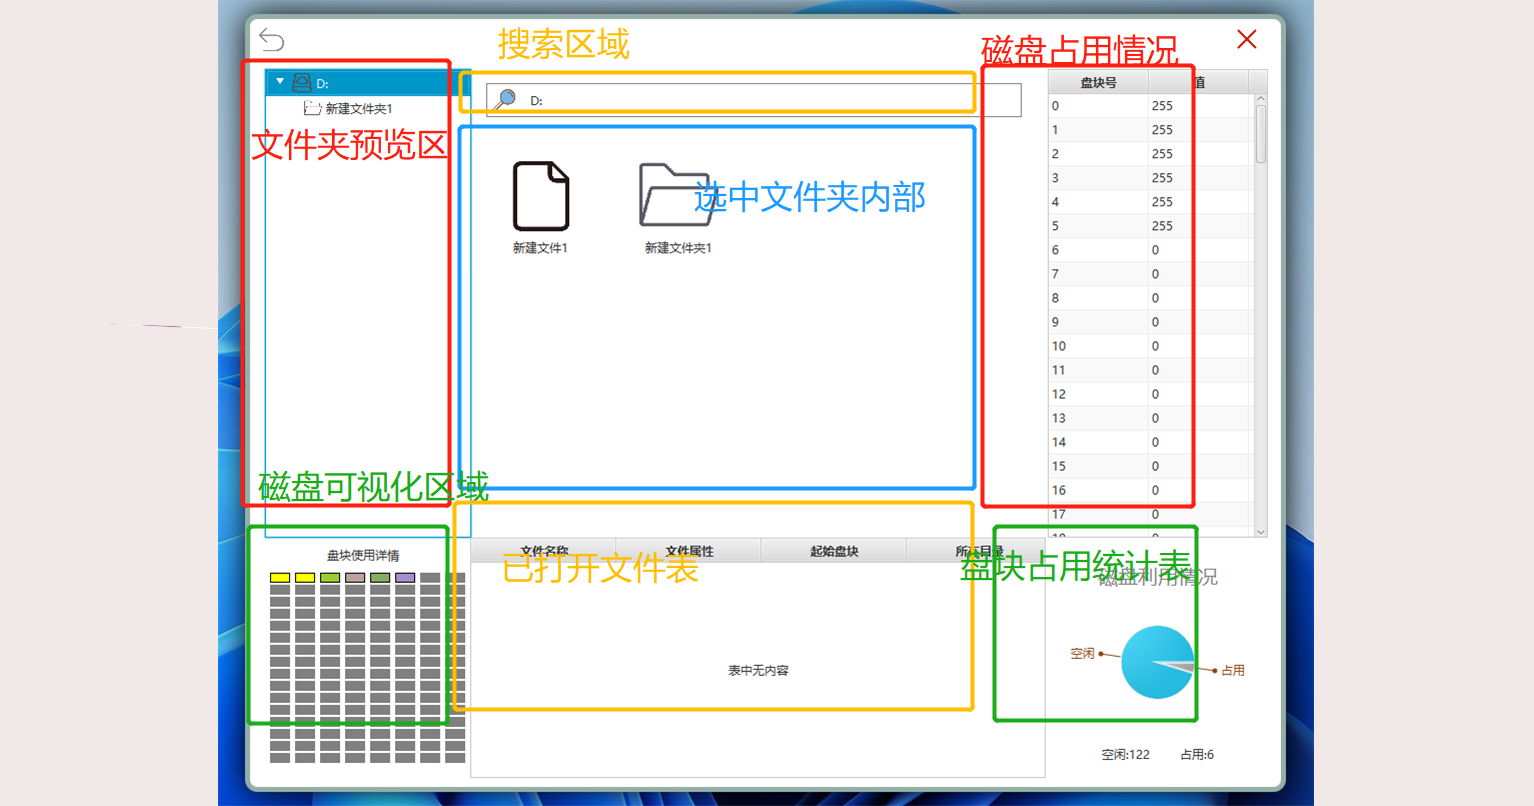 搜索区域
磁盘占用情况
D:
新建文件夹1
文件夹预览区
D:
新建文件1
新建文件夹1
选中文件夹内部
盘块号 值
0 255
1 255
2 255
3 255
4 255
5 255
6 0
7 0
8 0
9 0
10 0
11 0
12 0
13 0
14 0
15 0
16 0
17 0
18 0
磁盘可视化区域
盘块使用详情
文件名称 文件属性 起始盘块 所在目录
已打开文件表
表中无内容
盘块占用统计表
磁盘利用情况
空闲
占用
空闲:122 占用:6